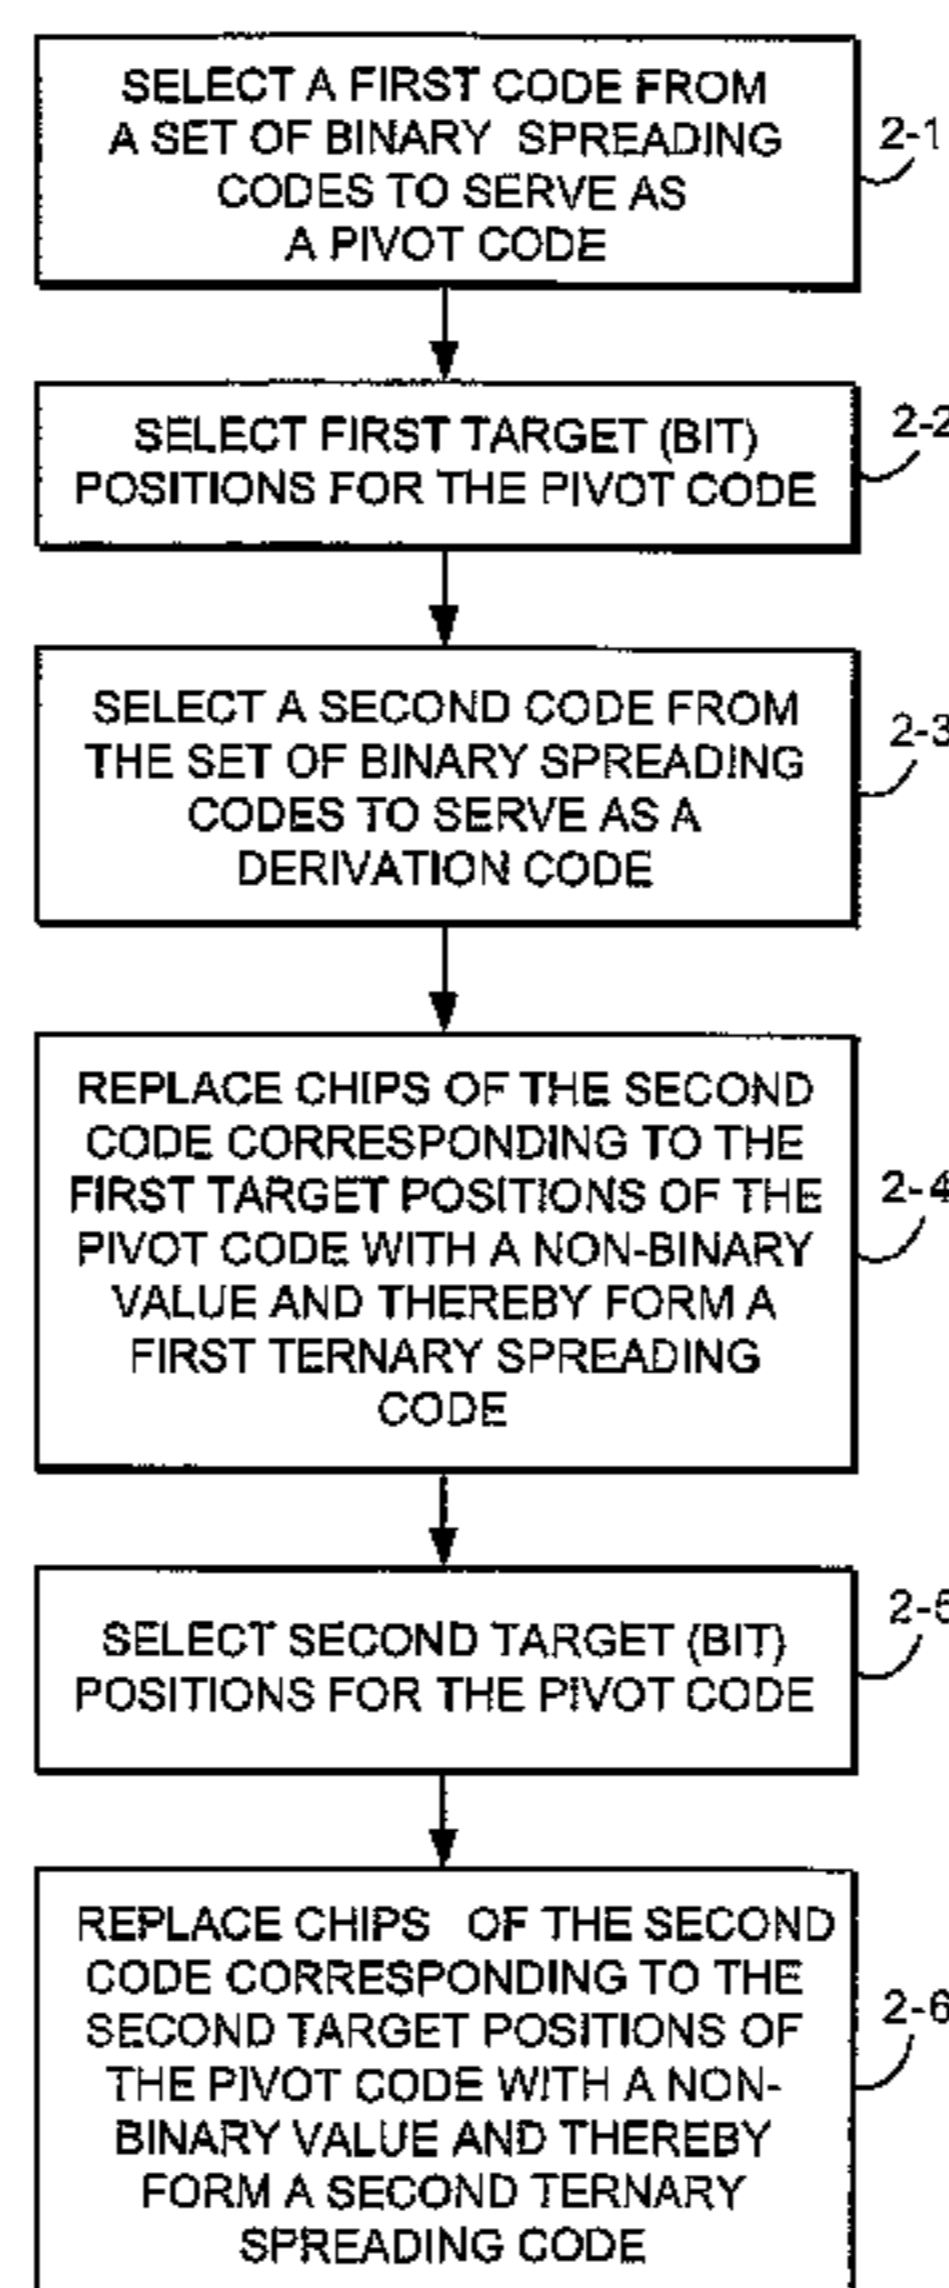 SELECT A FIRST CODE FROM
A SET OF BINARY SPREADING
CODES TO SERVE AS
A PIVOT CODE
2-1
SELECT FIRST TARGET (BIT)
POSITIONS FOR THE PIVOT CODE
2-2
SELECT A SECOND CODE FROM
THE SET OF BINARY SPREADING
CODES TO SERVE AS A
DERIVATION CODE
2-3
REPLACE CHIPS OF THE SECOND
CODE CORRESPONDING TO THE
FIRST TARGET POSITIONS OF THE
PIVOT CODE WITH A NON-BINARY
VALUE AND THEREBY FORM A
FIRST TERNARY SPREADING
CODE
2-4
SELECT SECOND TARGET (BIT)
POSITIONS FOR THE PIVOT CODE
2-5
REPLACE CHIPS OF THE SECOND
CODE CORRESPONDING TO THE
SECOND TARGET POSITIONS OF
THE PIVOT CODE WITH A NON-
BINARY VALUE AND THEREBY
FORM A SECOND TERNARY
SPREADING CODE
2-6